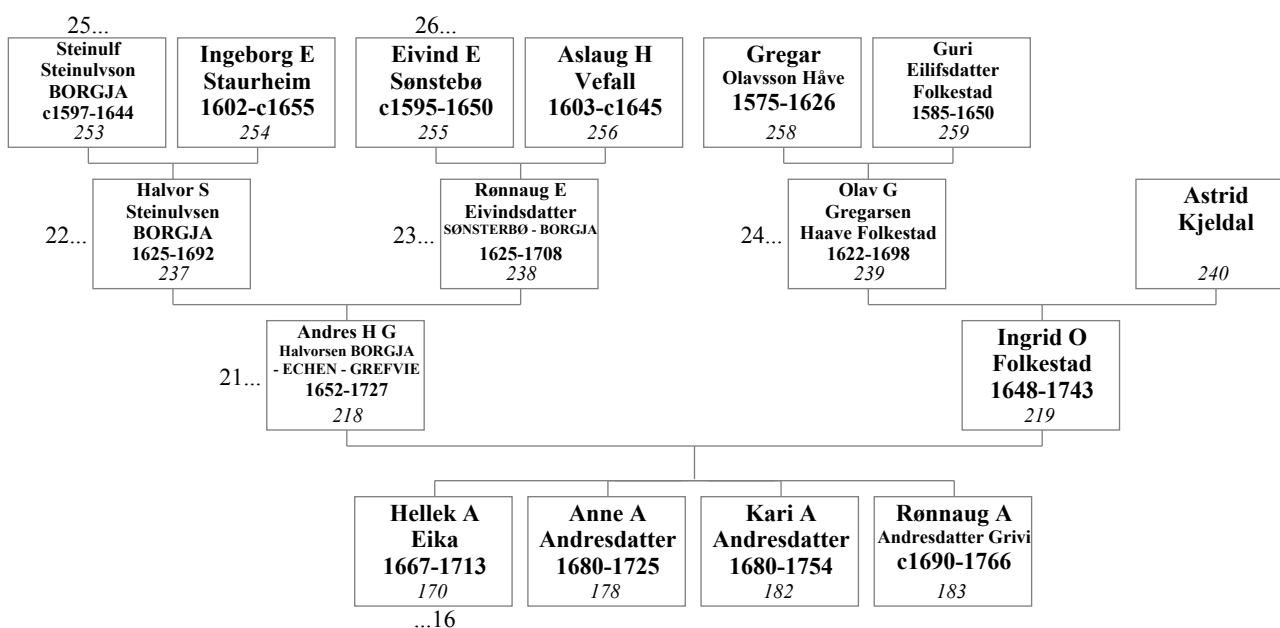 25...
26...
Steinulf
Steinulvson
BORGJA
c1597-1644
253
Ingeborg E
Staurheim
1602-c1655
254
Eivind E
Sønstebø
c1595-1650
255
Aslaug H
Vefall
1603-c1645
256
Gregar
Olavsson Håve
1575-1626
258
Guri
Eilifsdatter
Folkestad
1585-1650
259
22...
Halvor S
Steinulvsen
BORGJA
1625-1692
237
23...
Rønnaug E
Eivindsdatter
SØNSTERBØ - BORGJA
1625-1708
238
24...
Olav G
Gregarsen
Haave Folkestad
1622-1698
239
Astrid
Kjeldal
240
21...
Andres H G
Halvorsen BORGJA
- ECHEN - GREFVIE
1652-1727
218
Ingrid O
Folkestad
1648-1743
219
Hellek A
Eika
1667-1713
170
Anne A
Andresdatter
1680-1725
178
Kari A
Andresdatter
1680-1754
182
Rønnaug A
Andresdatter Grivi
c1690-1766
183
...16